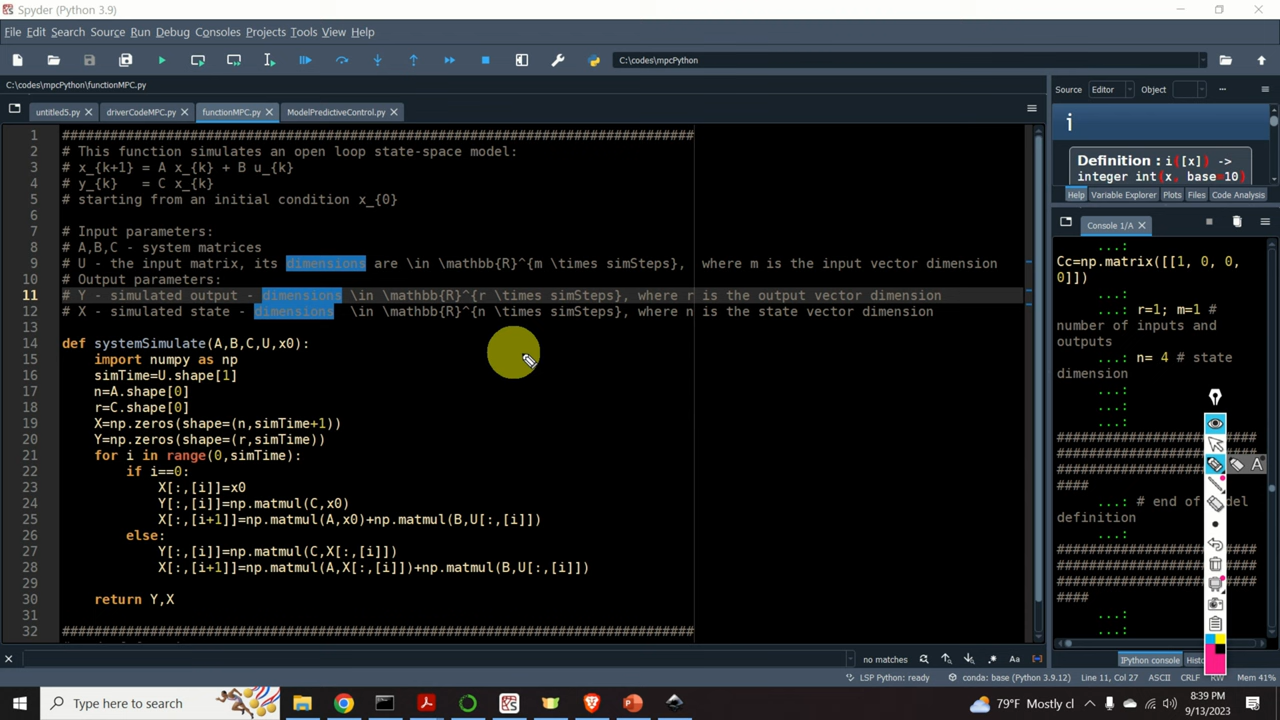 Spyder (Python 3.9)
File Edit Search Source Run Debug Consoles Projects Tools View Help
C:\codes\mpcPython
C:\codes\mpcPython\functionMPC.py
untitled5.py driverCodeMPC.py functionMPC.py ModelPredictiveControl.py
1 ###############################################################################
2 # This function simulates an open loop state-space model:
3 # x_{k+1} = A x_{k} + B u_{k}
4 # y_{k}   = C x_{k}
5 # starting from an initial condition x_{0}
6
7 # Input parameters:
8 # A,B,C - system matrices
9 # U - the input matrix, its dimensions are \in \mathbb{R}^{m \times simSteps},  where m is the input vector dimension
10 # Output parameters:
11 # Y - simulated output - dimensions \in \mathbb{R}^{r \times simSteps}, where r is the output vector dimension
12 # X - simulated state - dimensions  \in \mathbb{R}^{n \times simSteps}, where n is the state vector dimension
13
14 def systemSimulate(A,B,C,U,x0):
15     import numpy as np
16     simTime=U.shape[1]
17     n=A.shape[0]
18     r=C.shape[0]
19     X=np.zeros(shape=(n,simTime+1))
20     Y=np.zeros(shape=(r,simTime))
21     for i in range(0,simTime):
22         if i==0:
23             X[:,[i]]=x0
24             Y[:,[i]]=np.matmul(C,x0)
25             X[:,[i+1]]=np.matmul(A,x0)+np.matmul(B,U[:,[i]])
26         else:
27             Y[:,[i]]=np.matmul(C,X[:,[i]])
28             X[:,[i+1]]=np.matmul(A,X[:,[i]])+np.matmul(B,U[:,[i]])
29
30     return Y,X
31
32 ###############################################################################
no matches
Source Editor Object
i
Definition : i([x]) ->
integer int(x, base=10)
Help Variable Explorer Plots Files Code Analysis
Console 1/A
...:
Cc=np.matrix([[1, 0, 0,
0]])
...:
...: r=1; m=1 #
number of inputs and
outputs
...: n= 4 # state
dimension
...:
...:
...:
#########################
#########################
#########################
####
...: # end of
definition
...:
#########################
#########################
#########################
####
...:
A
IPython console
LSP Python: ready conda: base (Python 3.9.12) Line 11, Col 27 ASCII CRLF RW Mem 41%
Type here to search
79°F Mostly cl
8:39 PM
9/13/2023